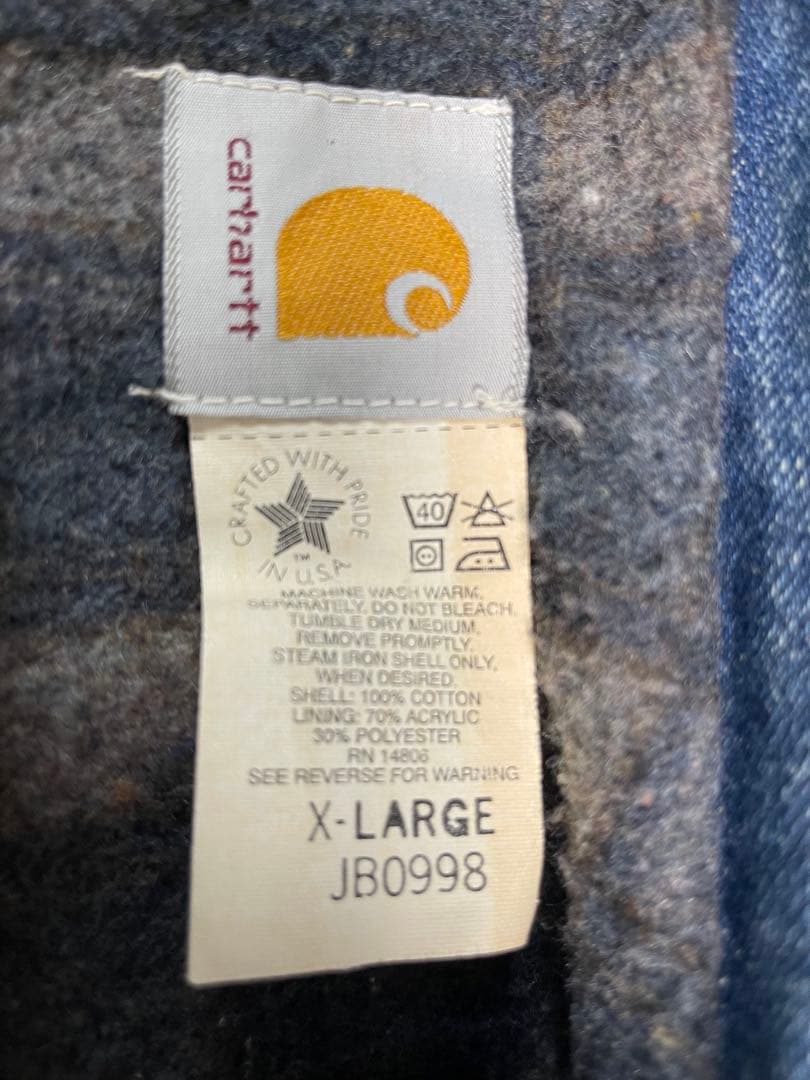 carhartt
CRAFTED WITH PRIDE
IN U.S.A
TM
40
MACHINE WASH WARM,
SEPARATELY. DO NOT BLEACH.
TUMBLE DRY MEDIUM,
REMOVE PROMPTLY.
STEAM IRON SHELL ONLY,
WHEN DESIRED.
SHELL: 100% COTTON
LINING: 70% ACRYLIC
30% POLYESTER
RN 14806
SEE REVERSE FOR WARNING
X-LARGE
JB0998